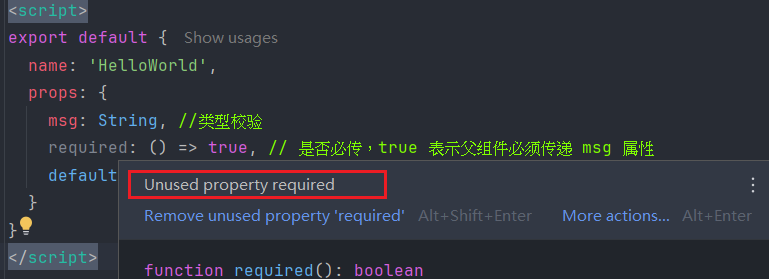 <script>
export default { Show usages
name: 'HelloWorld',
props: {
msg: String, //类型校验
required: () => true, // 是否必传，true 表示父组件必须传递 msg 属性
default
Unused property required
Remove unused property 'required' Alt+Shift+Enter More actions... Alt+Enter
}
}
</script>
function required(): boolean